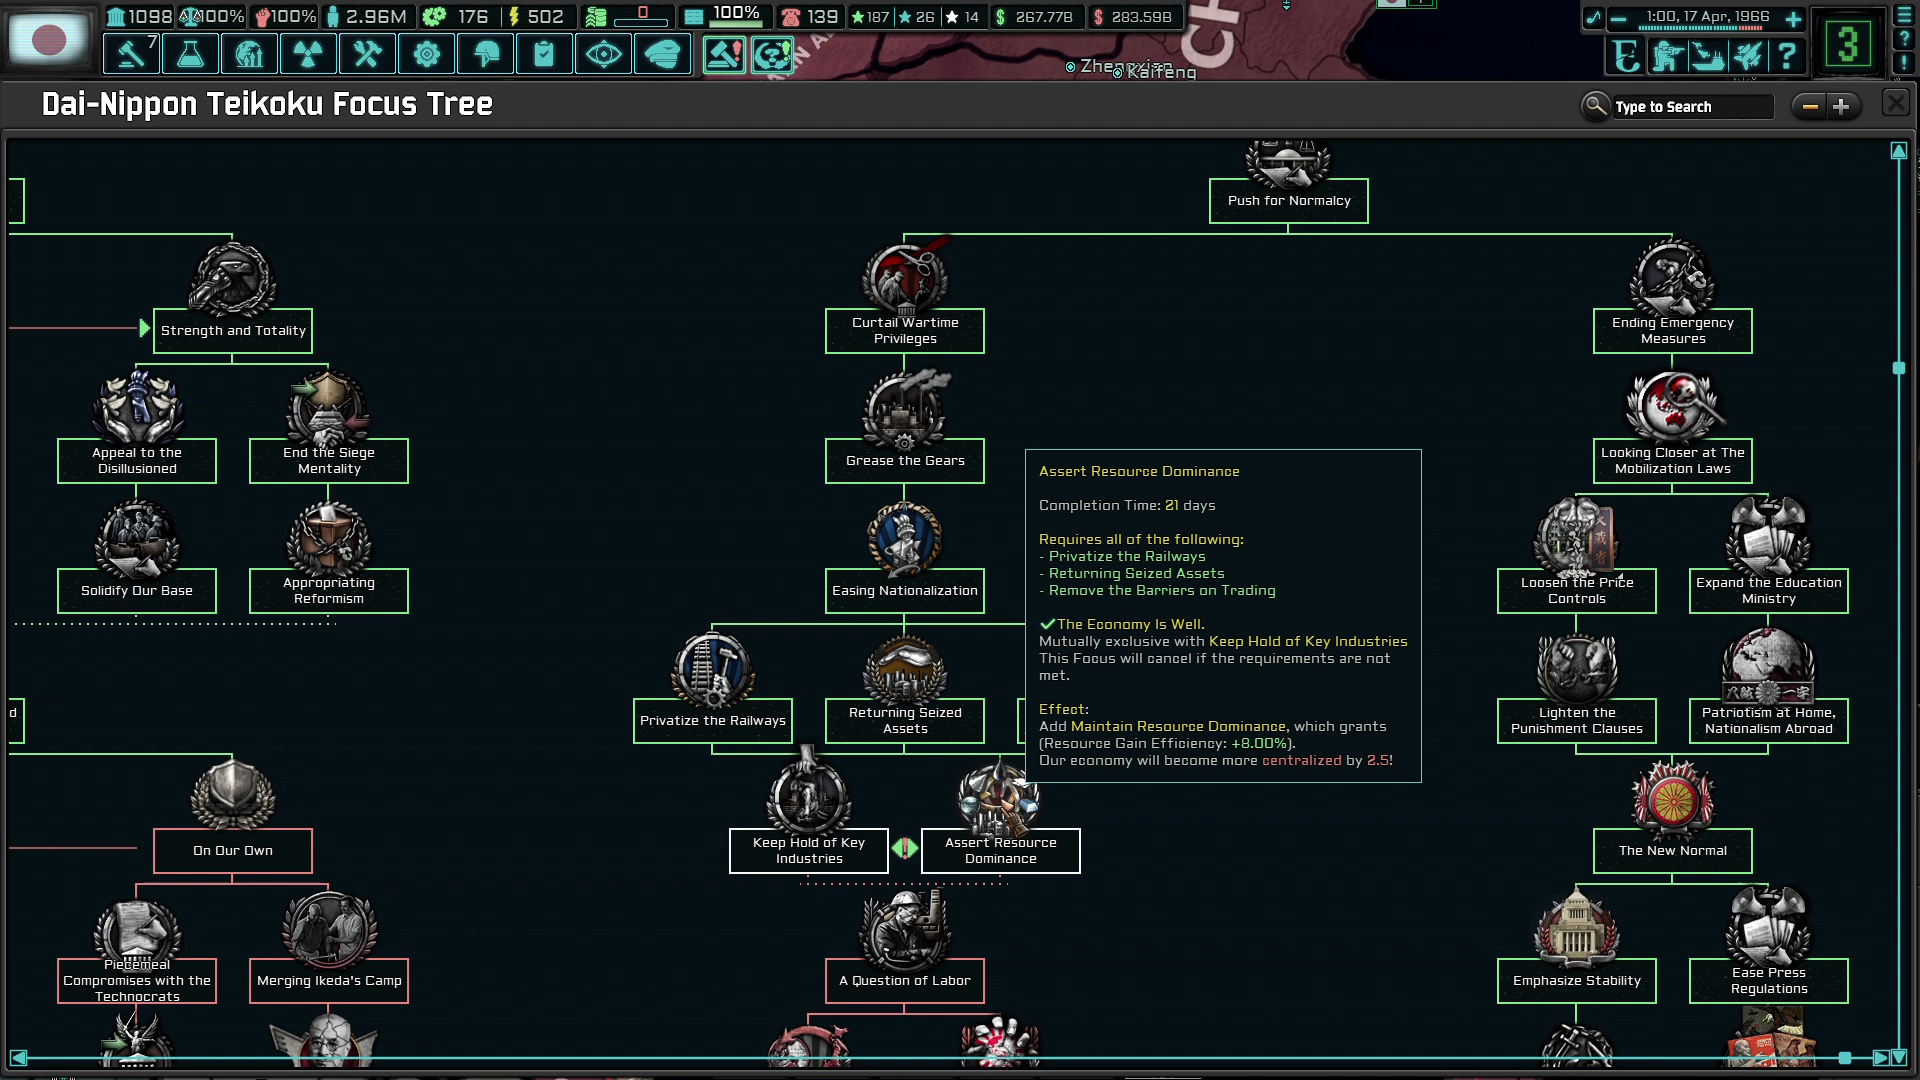 1098
100%
100%
2.96M
176
502
0
100%
139
187
26
14
267.77B
283.59B
1:00, 17 Apr, 1966
3
7
CH
Zhengxian
Kaifeng
Dai-Nippon Teikoku Focus Tree
Type to Search
Push for Normalcy
Strength and Totality
Curtail Wartime
Privileges
Ending Emergency
Measures
Appeal to the
Disillusioned
End the Siege
Mentality
Grease the Gears
Looking Closer at The
Mobilization Laws
Assert Resource Dominance
Completion Time: 21 days
Requires all of the following:
- Privatize the Railways
- Returning Seized Assets
- Remove the Barriers on Trading
The Economy Is Well.
Mutually exclusive with Keep Hold of Key Industries
This Focus will cancel if the requirements are not
met.
Effect:
Add Maintain Resource Dominance, which grants
(Resource Gain Efficiency: +8.00%).
Our economy will become more centralized by 2.5!
Solidify Our Base
Appropriating
Reformism
Easing Nationalization
Loosen the Price
Controls
Expand the Education
Ministry
d
Privatize the Railways
Returning Seized
Assets
八紘一宇
Lighten the
Punishment Clauses
Patriotism at Home,
Nationalism Abroad
On Our Own
Keep Hold of Key
Industries
Assert Resource
Dominance
The New Normal
Piecemeal
Compromises with the
Technocrats
Merging Ikeda's Camp
A Question of Labor
Emphasize Stability
Ease Press
Regulations